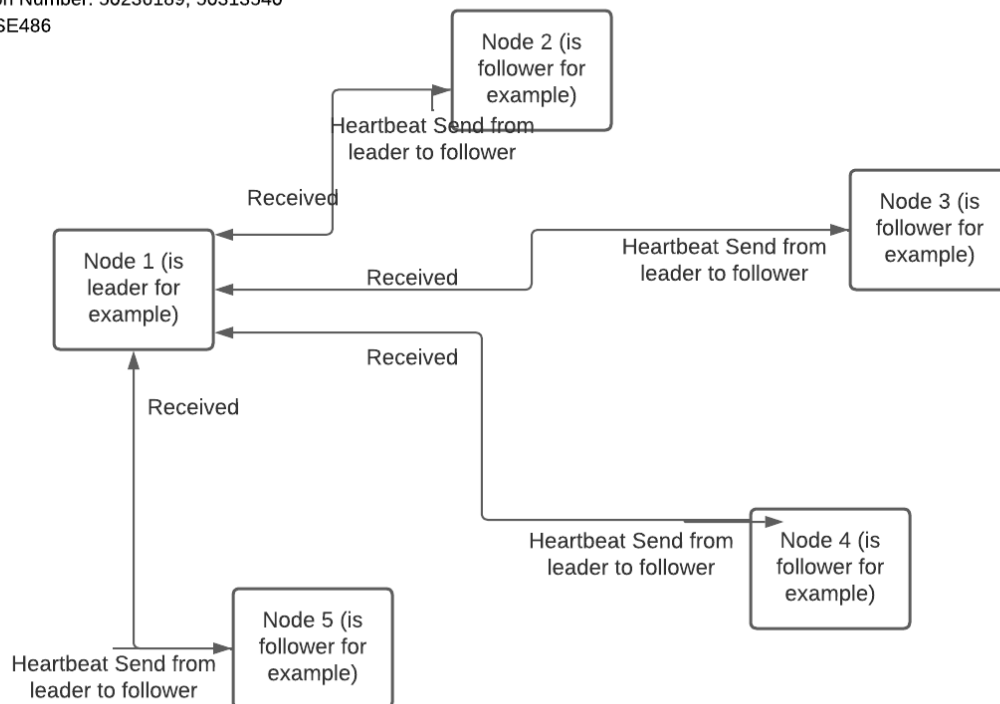 Number: 50236189, 50313540
SE486
Node 2 (is
follower for
example)
Heartbeat Send from
leader to follower
Received
Node 3 (is
follower for
example)
Heartbeat Send from
leader to follower
Node 1 (is
leader for
example)
Received
Received
Received
Heartbeat Send from
leader to follower
Node 4 (is
follower for
example)
Node 5 (is
follower for
example)
Heartbeat Send from
leader to follower